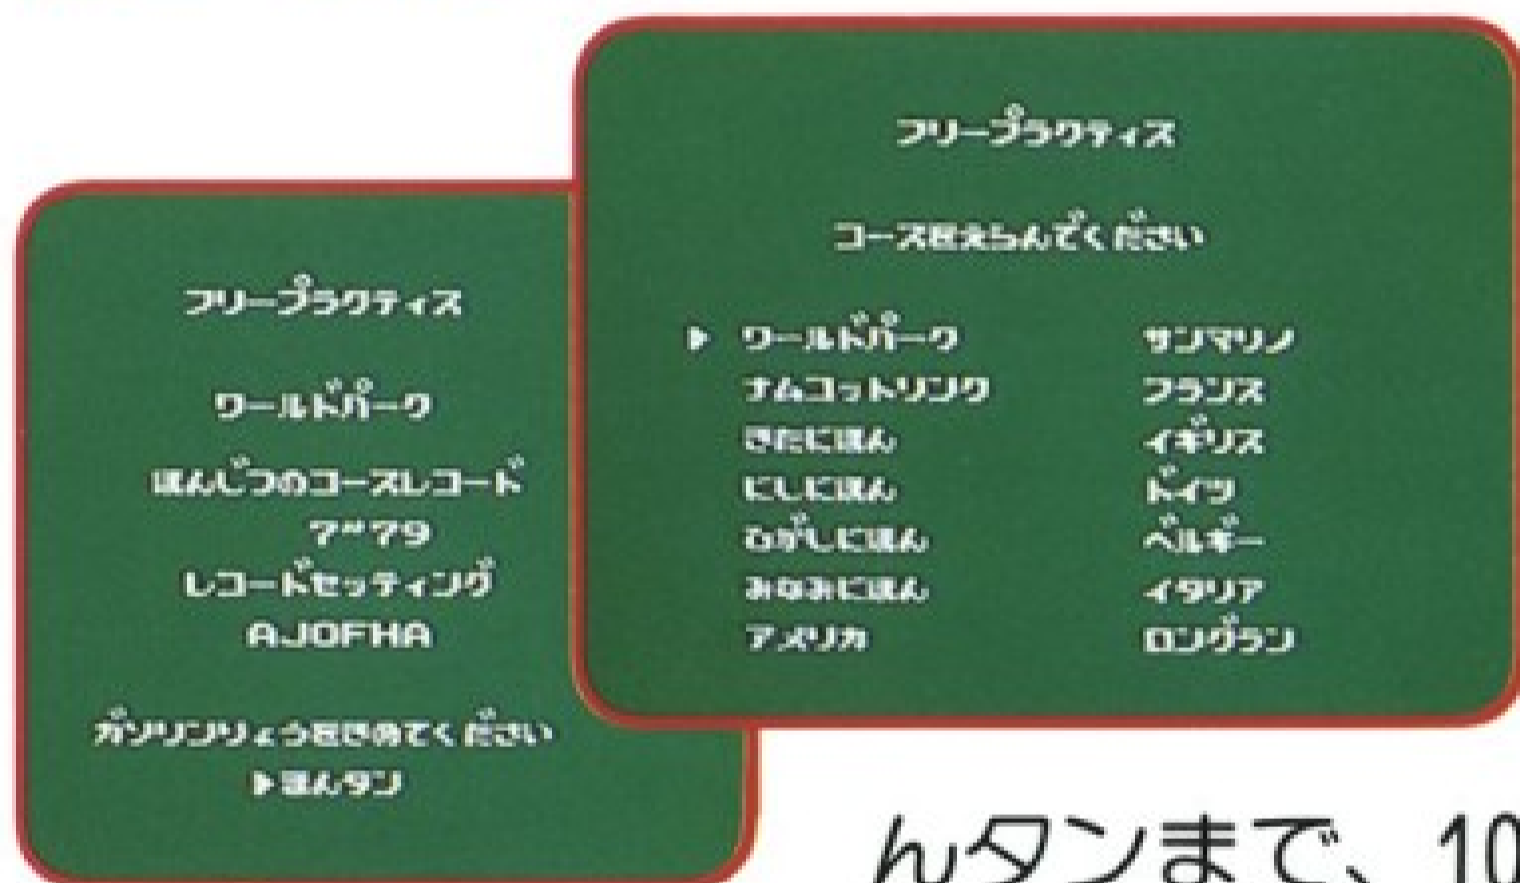 フリープラクティス
ワールドパーク
ほんじつのコースレコード
7"79
レコードセッティング
AJOFHA
ガソリンりょうをきめてください
▶まんタン
フリープラクティス
コースをえらんでください
▶ワールドパーク サンマリノ
ナムコットリンク フランス
きたにほん イギリス
にしにほん ドイツ
ひがしにほん ベルギー
みなみにほん イタリア
アメリカ ロングラン
んタンまで、10